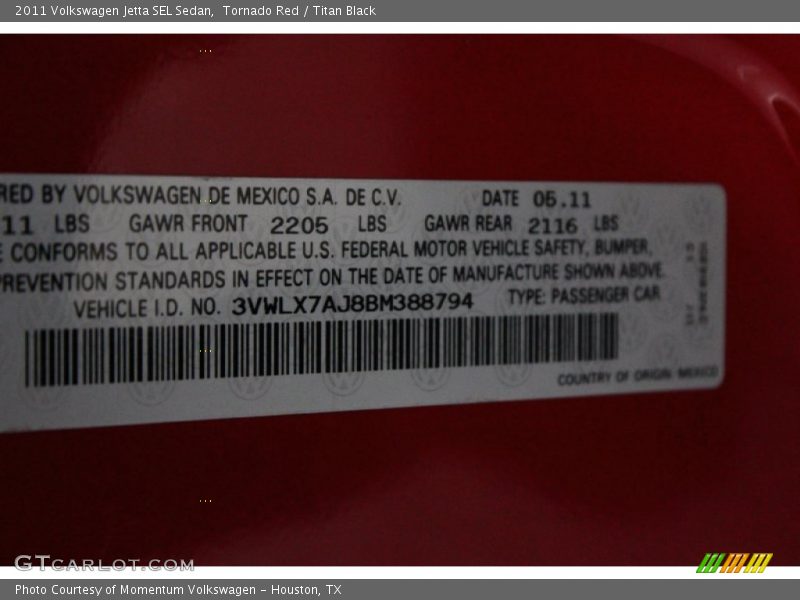 2011 Volkswagen Jetta SEL Sedan, Tornado Red / Titan Black
RED BY VOLKSWAGEN DE MEXICO S.A. DE C.V. DATE 05.11
11 LBS GAWR FRONT 2205 LBS GAWR REAR 2116 LBS
E CONFORMS TO ALL APPLICABLE U.S. FEDERAL MOTOR VEHICLE SAFETY, BUMPER,
PREVENTION STANDARDS IN EFFECT ON THE DATE OF MANUFACTURE SHOWN ABOVE.
VEHICLE I.D. NO. 3VWLX7AJ8BM388794 TYPE: PASSENGER CAR
COUNTRY OF ORIGIN MEXICO
GTCARLOT.COM
Photo Courtesy of Momentum Volkswagen - Houston, TX